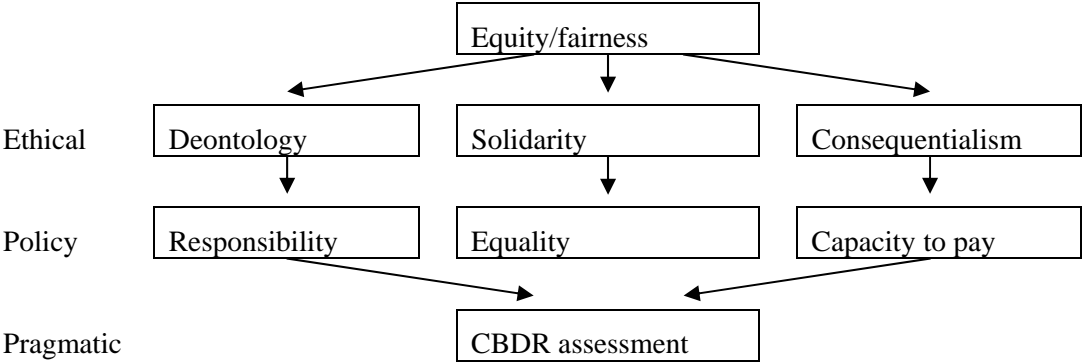 Equity/fairness
Ethical Deontology Solidarity Consequentialism
Policy Responsibility Equality Capacity to pay
Pragmatic CBDR assessment